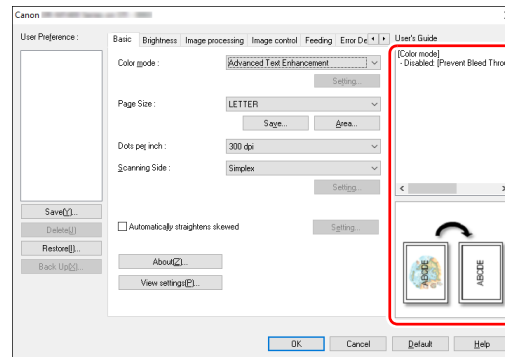 Canon
User Preference :
Save(Y)...
Delete(J)
Restore(I)...
Back Up(X)...
Basic Brightness Image processing Image control Feeding Error De
Color mode : Advanced Text Enhancement
Setting...
Page Size : LETTER
Save... Area...
Dots per inch : 300 dpi
Scanning Side : Simplex
Setting...
Automatically straightens skewed Setting...
About(Z)...
View settings(P)...
User's Guide
[Color mode]
- Disabled: [Prevent Bleed Throu
ABCDE
ABCDE
OK Cancel Default Help